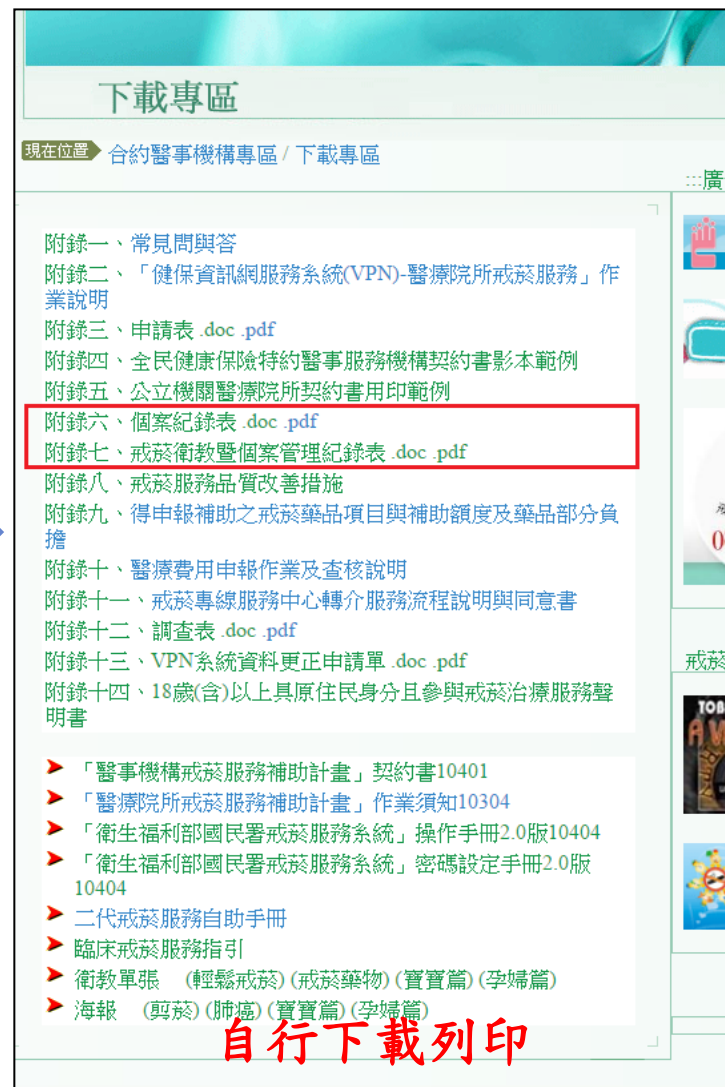 下載專區
現在位置 合約醫事機構專區 / 下載專區
:::廣
附錄一、常見問與答
附錄二、「健保資訊網服務系統(VPN)-醫療院所戒菸服務」作
業說明
附錄三、申請表 .doc .pdf
附錄四、全民健康保險特約醫事服務機構契約書影本範例
附錄五、公立機關醫療院所契約書用印範例
附錄六、個案紀錄表 .doc .pdf
附錄七、戒菸衛教暨個案管理紀錄表 .doc .pdf
附錄八、戒菸服務品質改善措施
附錄九、得申報補助之戒菸藥品項目與補助額度及藥品部分負
擔
附錄十、醫療費用申報作業及查核說明
附錄十一、戒菸專線服務中心轉介服務流程說明與同意書
附錄十二、調查表 .doc .pdf
附錄十三、VPN系統資料更正申請單 .doc .pdf
附錄十四、18歲(含)以上具原住民身分且參與戒菸治療服務聲
明書
戒菸
TOB
「醫事機構戒菸服務補助計畫」契約書10401
「醫療院所戒菸服務補助計畫」作業須知10304
「衛生福利部國民署戒菸服務系統」操作手冊2.0版10404
「衛生福利部國民署戒菸服務系統」密碼設定手冊2.0版
10404
二代戒菸服務自助手冊
臨床戒菸服務指引
衛教單張 (輕鬆戒菸) (戒菸藥物) (寶寶篇) (孕婦篇)
海報 (剪菸) (肺癌) (寶寶篇) (孕婦篇)
自行下載列印